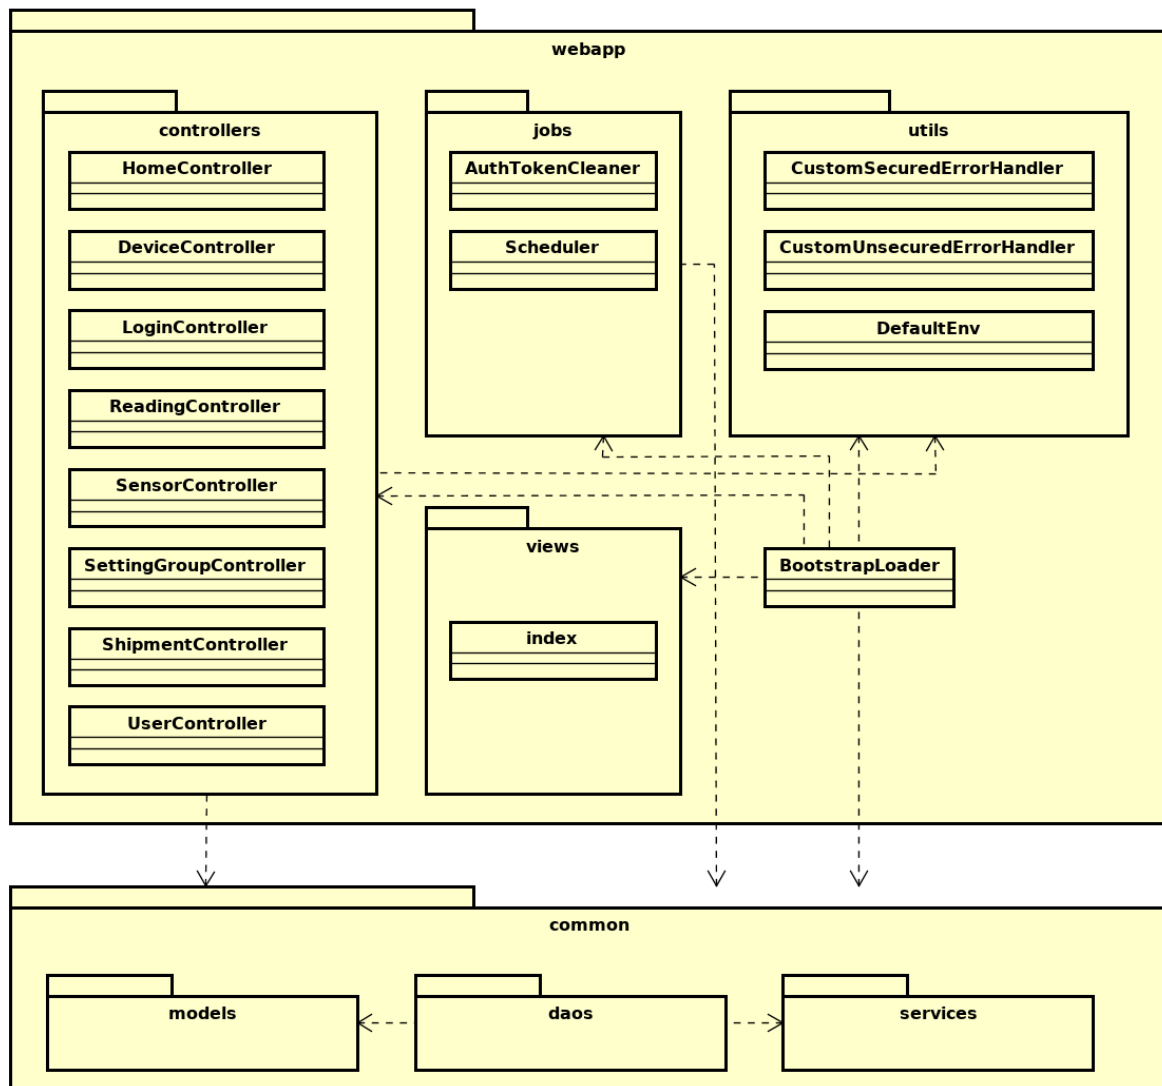 webapp
controllers
HomeController
DeviceController
LoginController
ReadingController
SensorController
SettingGroupController
ShipmentController
UserController
jobs
AuthTokenCleaner
Scheduler
utils
CustomSecuredErrorHandler
CustomUnsecuredErrorHandler
DefaultEnv
views
index
BootstrapLoader
common
models
daos
services